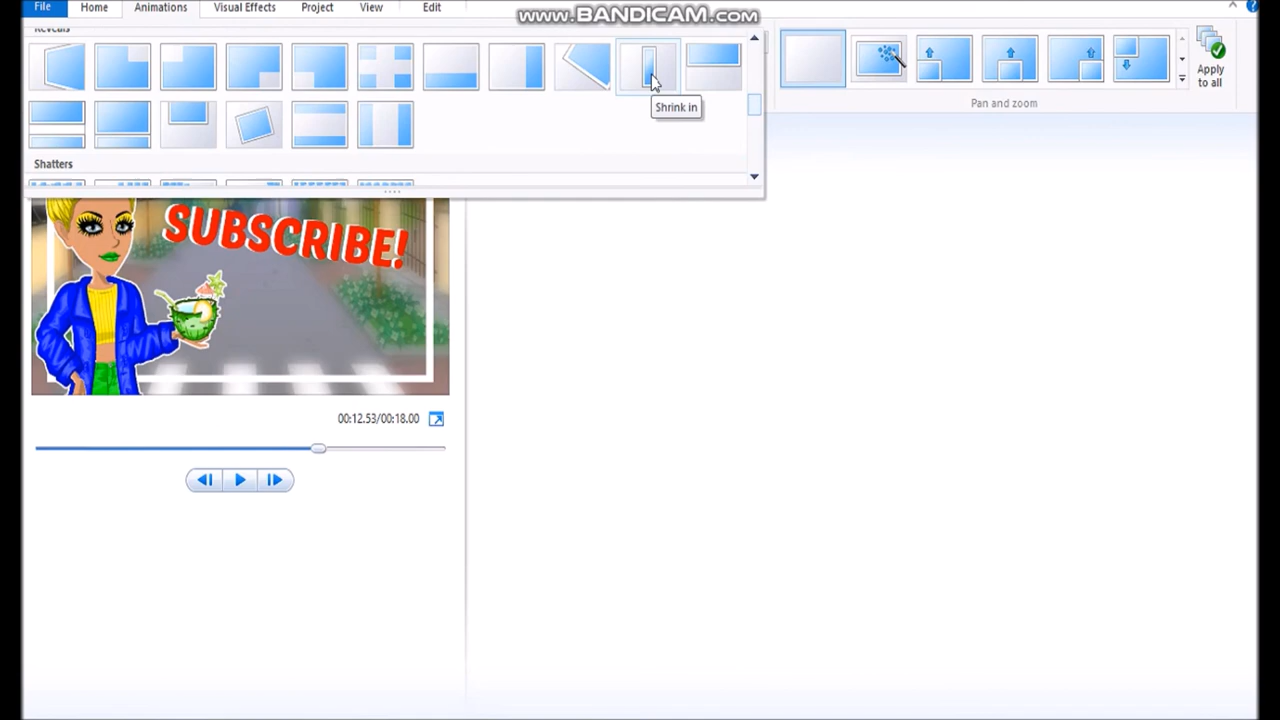 www.BANDICAM.com
File Home Animations Visual Effects Project View Edit
Reveals
Shrink in
Apply
to all
Pan and zoom
Shatters
SUBSCRIBE!
00:12.53/00:18.00